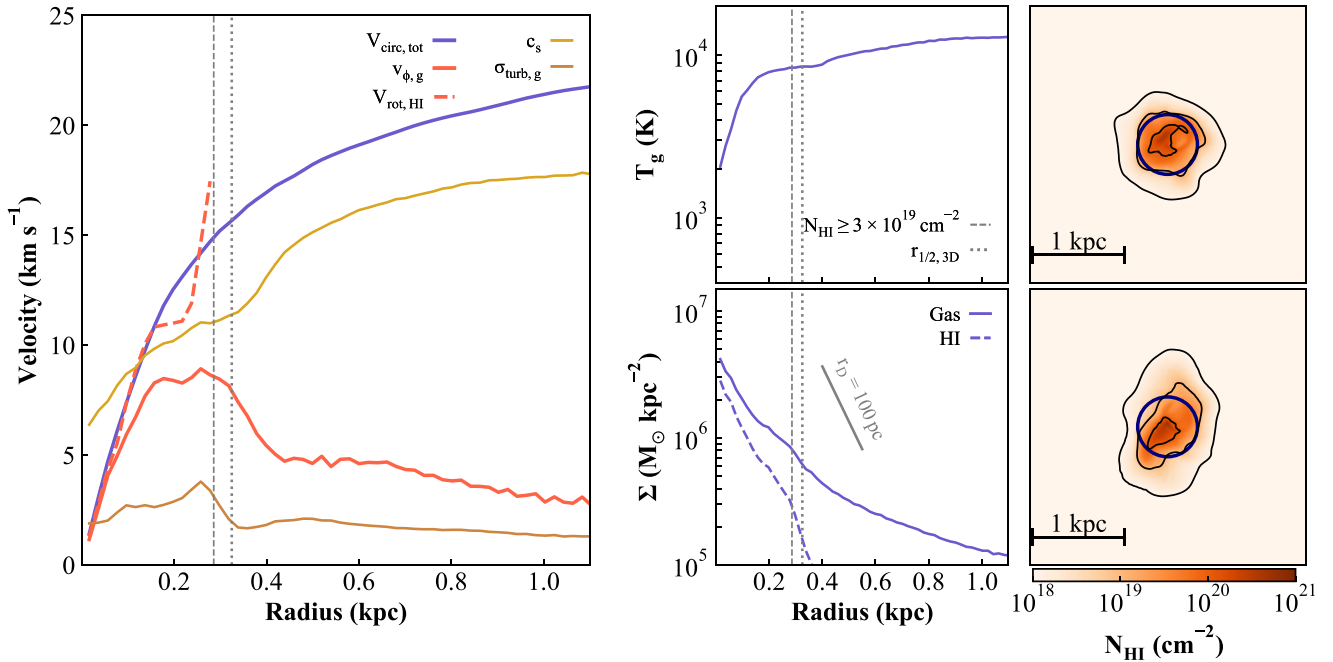 25
20
15
10
5
0
Velocity (km s⁻¹)
V_circ, tot
v_ϕ, g
V_rot, HI
c_s
σ_turb, g
0.2
0.4
0.6
0.8
1.0
Radius (kpc)
10⁴
10³
T_g (K)
N_HI ≥ 3 × 10¹⁹ cm⁻²
r_1/2, 3D
10⁷
10⁶
10⁵
Σ (M_⊙ kpc⁻²)
Gas
HI
r_D = 100 pc
0.2
0.4
0.6
0.8
1.0
Radius (kpc)
1 kpc
1 kpc
10¹⁸
10¹⁹
10²⁰
10²¹
N_HI (cm⁻²)